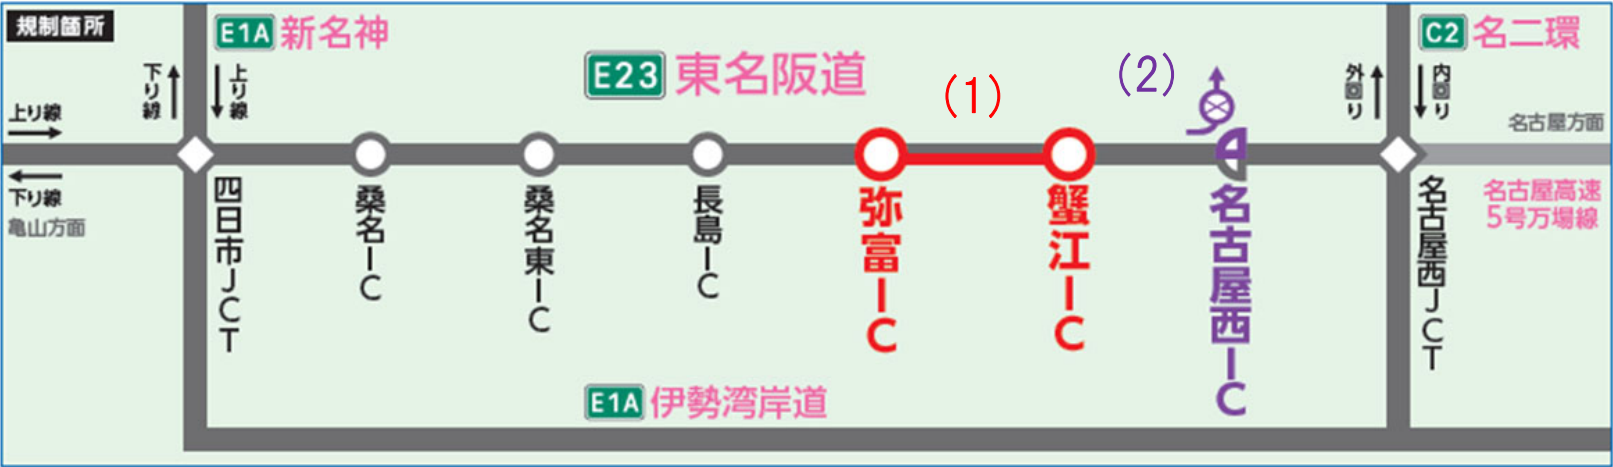 規制箇所
E1A 新名神
E23 東名阪道
(1)
(2)
C2 名二環
下り線
上り線
外回り
内回り
上り線
名古屋方面
下り線
亀山方面
四日市JCT
桑名IC
桑名東IC
長島IC
弥富IC
蟹江IC
名古屋西IC
名古屋西JCT
名古屋高速
5号万場線
E1A 伊勢湾岸道